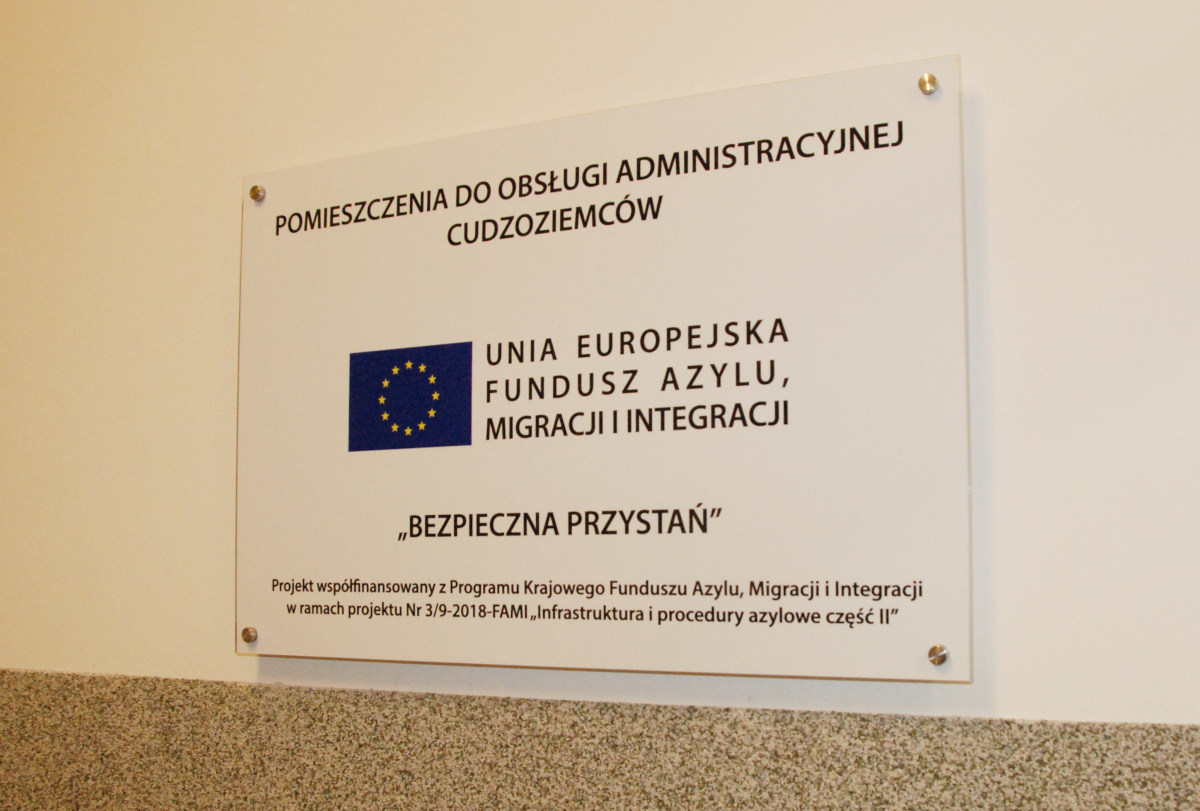 POMIESZCZENIA DO OBSŁUGI ADMINISTRACYJNEJ
CUDZOZIEMCÓW
UNIA EUROPEJSKA
FUNDUSZ AZYLU,
MIGRACJI I INTEGRACJI
„BEZPIECZNA PRZYSTAŃ”
Projekt współfinansowany z Programu Krajowego Funduszu Azylu, Migracji i Integracji
w ramach projektu Nr 3/9-2018-FAMI „Infrastruktura i procedury azylowe część II”